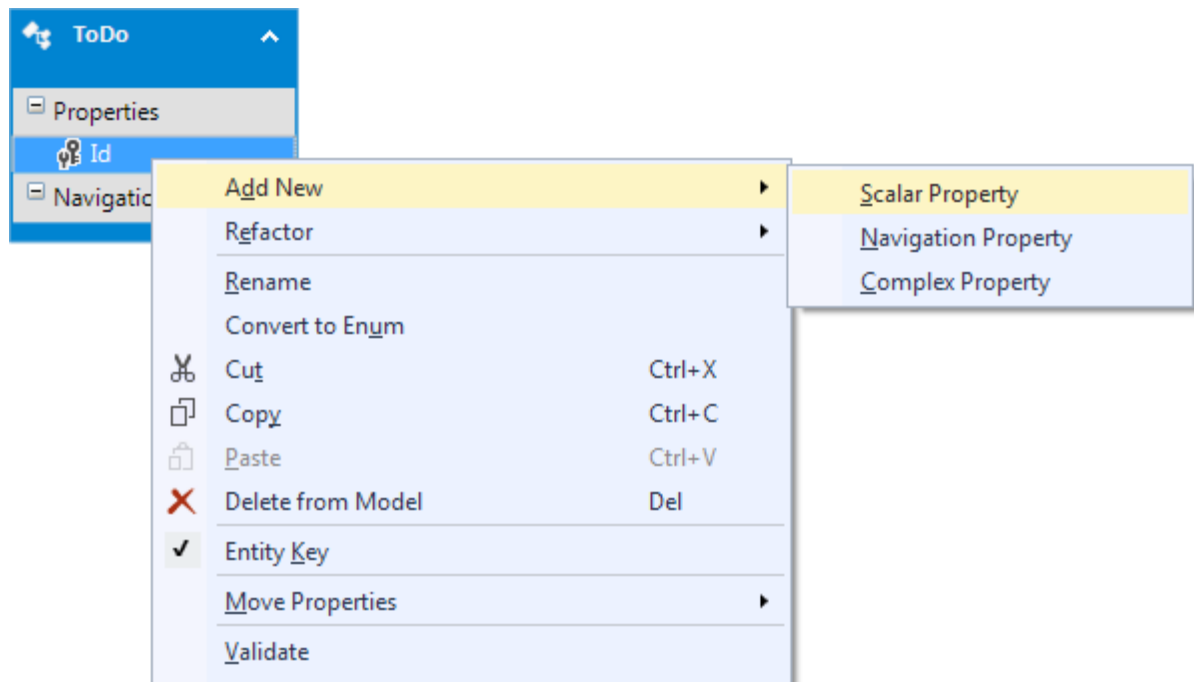 ToDo
Properties
Id
Navigatic
Add New
Refactor
Rename
Convert to Enum
Cut Ctrl+X
Copy Ctrl+C
Paste Ctrl+V
Delete from Model Del
Entity Key
Move Properties
Validate
Scalar Property
Navigation Property
Complex Property